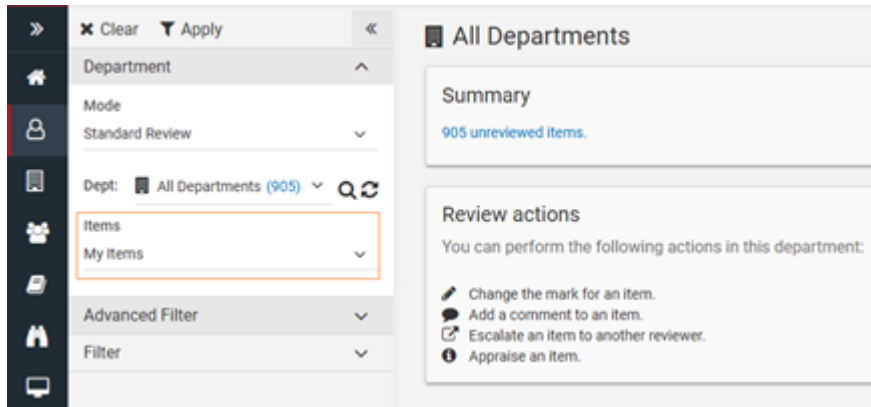 Clear Apply
Department
Mode
Standard Review
Dept: All Departments (905)
Items
My Items
Advanced Filter
Filter
All Departments
Summary
905 unreviewed items.
Review actions
You can perform the following actions in this department:
Change the mark for an item.
Add a comment to an item.
Escalate an item to another reviewer.
Appraise an item.